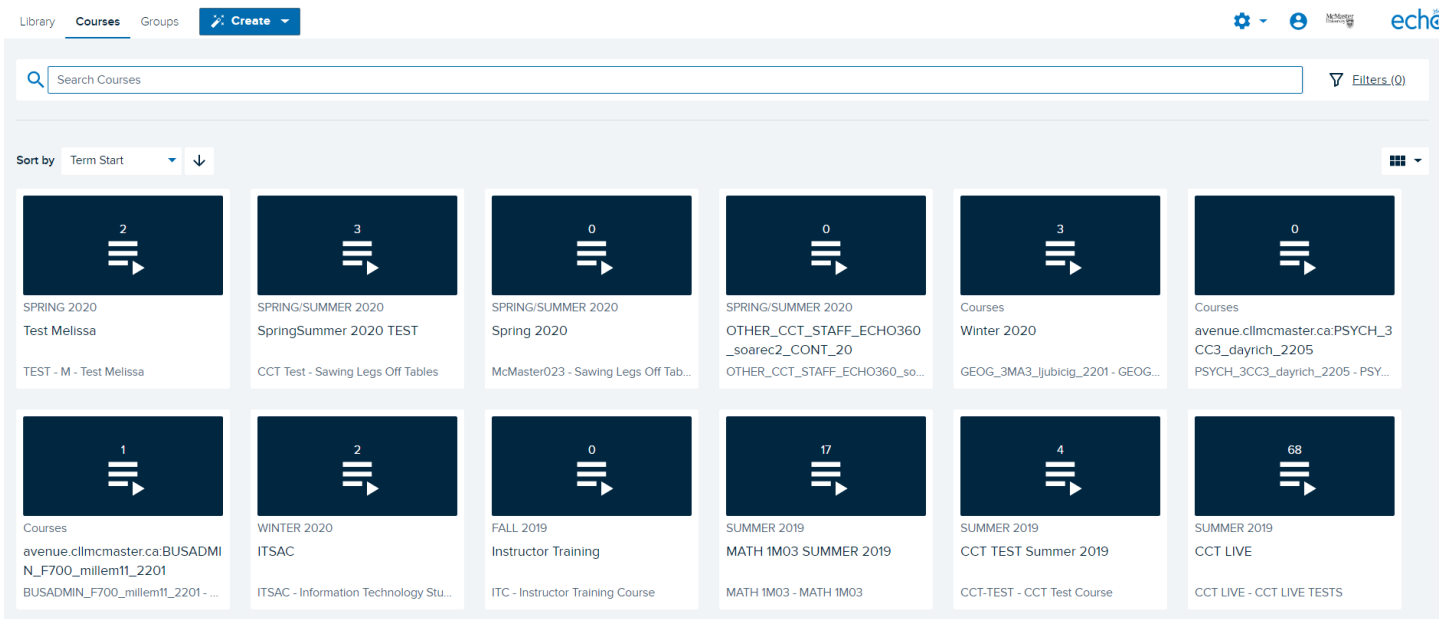 Library Courses Groups Create McMaster University echo
Search Courses Filters (0)
Sort by Term Start
2
SPRING 2020
Test Melissa
TEST - M - Test Melissa
3
SPRING/SUMMER 2020
SpringSummer 2020 TEST
CCT Test - Sawing Legs Off Tables
0
SPRING/SUMMER 2020
Spring 2020
McMaster023 - Sawing Legs Off Tab...
0
SPRING/SUMMER 2020
OTHER_CCT_STAFF_ECHO360
_soarec2_CONT_20
OTHER_CCT_STAFF_ECHO360_so...
3
Courses
Winter 2020
GEOG_3MA3_ljubicig_2201 - GEOG...
0
Courses
avenue.cllmcmaster.ca:PSYCH_3
CC3_dayrich_2205
PSYCH_3CC3_dayrich_2205 - PSY...
1
Courses
avenue.cllmcmaster.ca:BUSADMI
N_F700_millem11_2201
BUSADMIN_F700_millem11_2201 - ...
2
WINTER 2020
ITSAC
ITSAC - Information Technology Stu...
0
FALL 2019
Instructor Training
ITC - Instructor Training Course
17
SUMMER 2019
MATH 1M03 SUMMER 2019
MATH 1M03 - MATH 1M03
4
SUMMER 2019
CCT TEST Summer 2019
CCT-TEST - CCT Test Course
68
SUMMER 2019
CCT LIVE
CCT LIVE - CCT LIVE TESTS